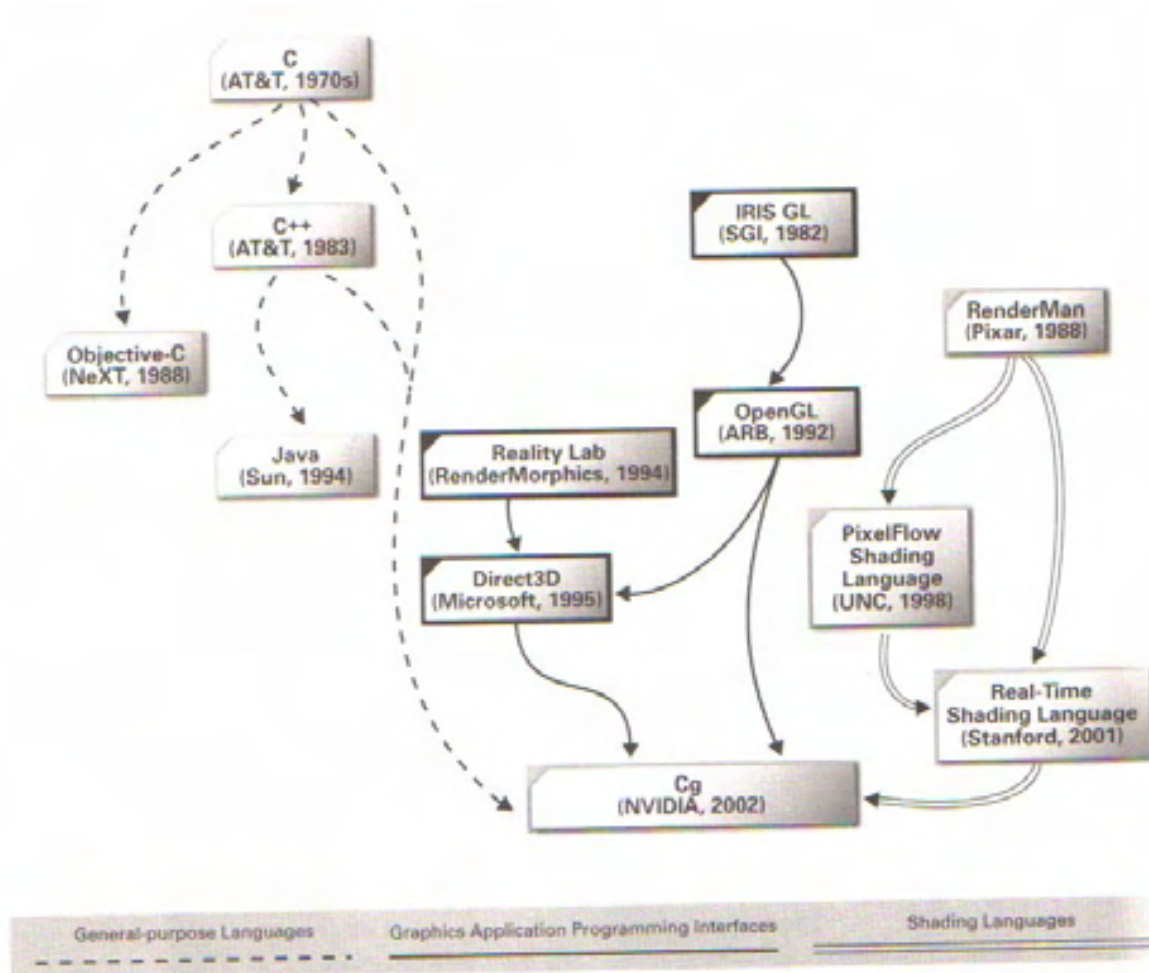 C
(AT&T, 1970s)
C++
(AT&T, 1983)
IRIS GL
(SGI, 1982)
Objective-C
(NeXT, 1988)
RenderMan
(Pixar, 1988)
Java
(Sun, 1994)
Reality Lab
(RenderMorphics, 1994)
OpenGL
(ARB, 1992)
PixelFlow
Shading
Language
(UNC, 1998)
Direct3D
(Microsoft, 1995)
Real-Time
Shading Language
(Stanford, 2001)
Cg
(NVIDIA, 2002)
General-purpose Languages
Graphics Application Programming Interfaces
Shading Languages